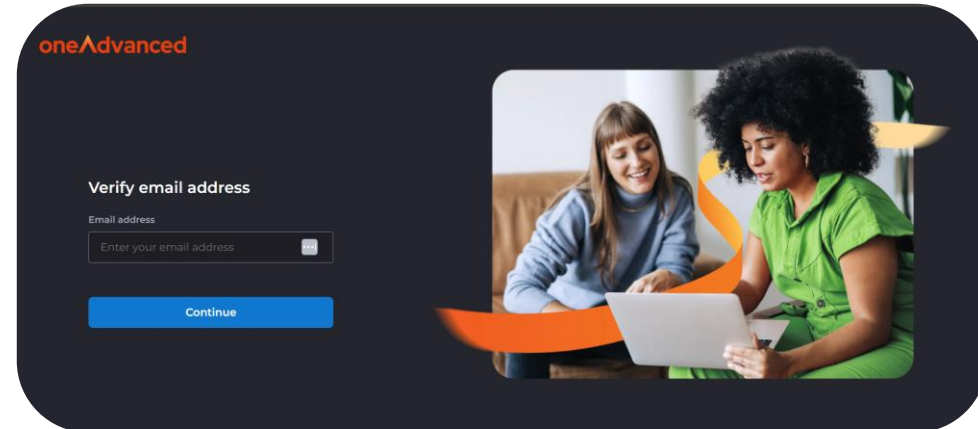 oneAdvanced
Verify email address
Email address
Enter your email address
Continue